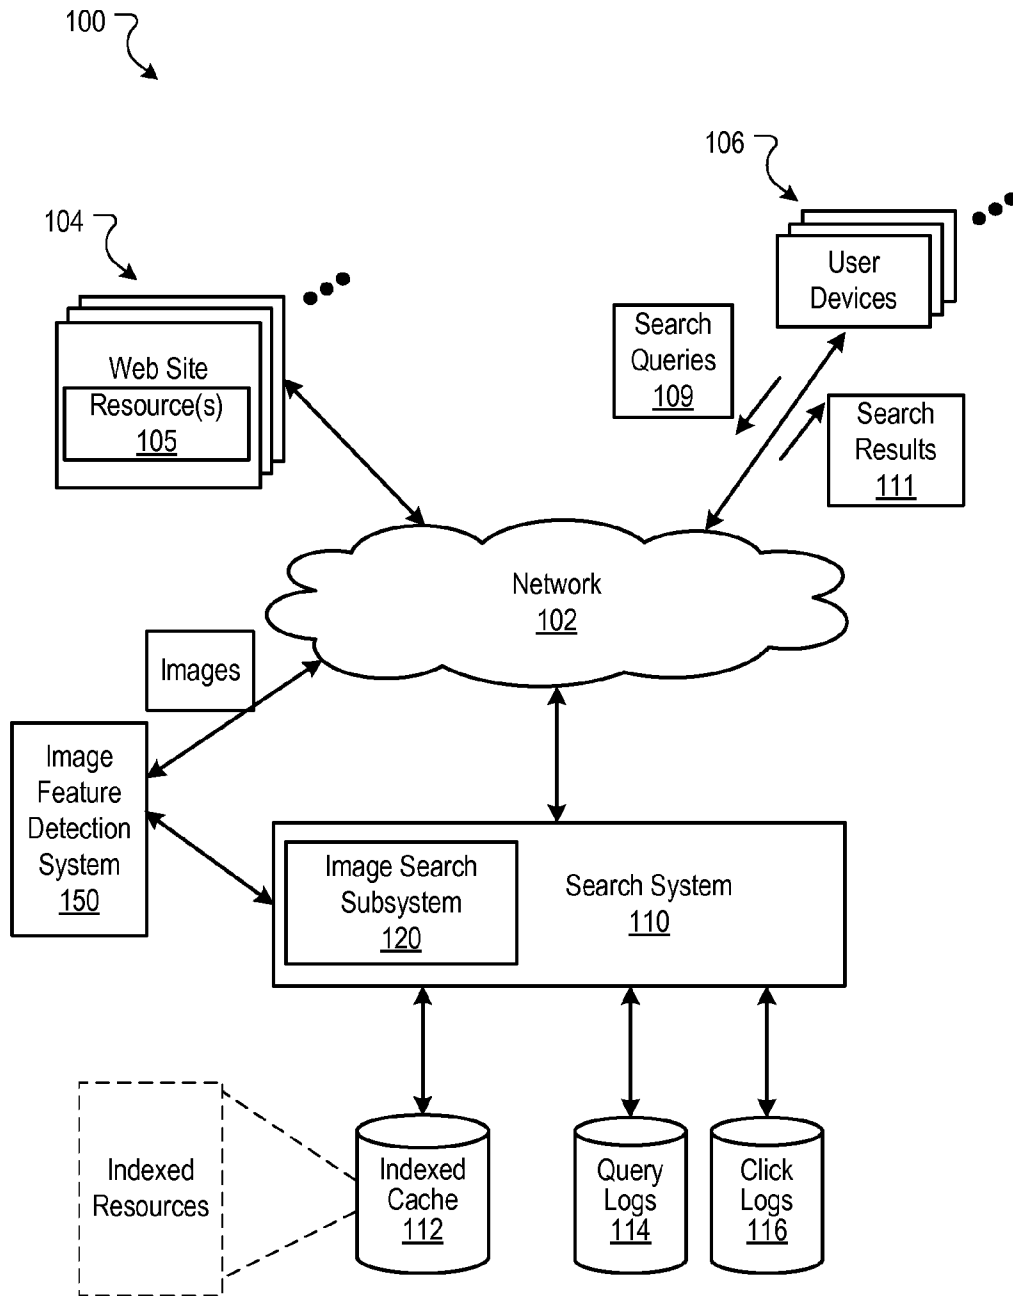 100
106
104
User
Devices
Search
Queries
109
Web Site
Resource(s)
105
Search
Results
111
Network
102
Images
Image
Feature
Detection
System
150
Image Search
Subsystem
120
Search System
110
Indexed
Resources
Indexed
Cache
112
Query
Logs
114
Click
Logs
116